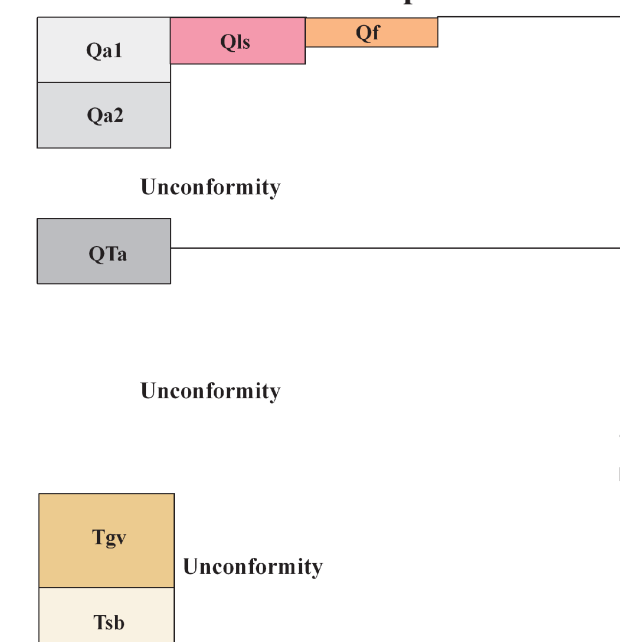 Qa1
Qls
Qf
Qa2
Unconformity
QTa
Unconformity
Tgv
Unconformity
Tsb